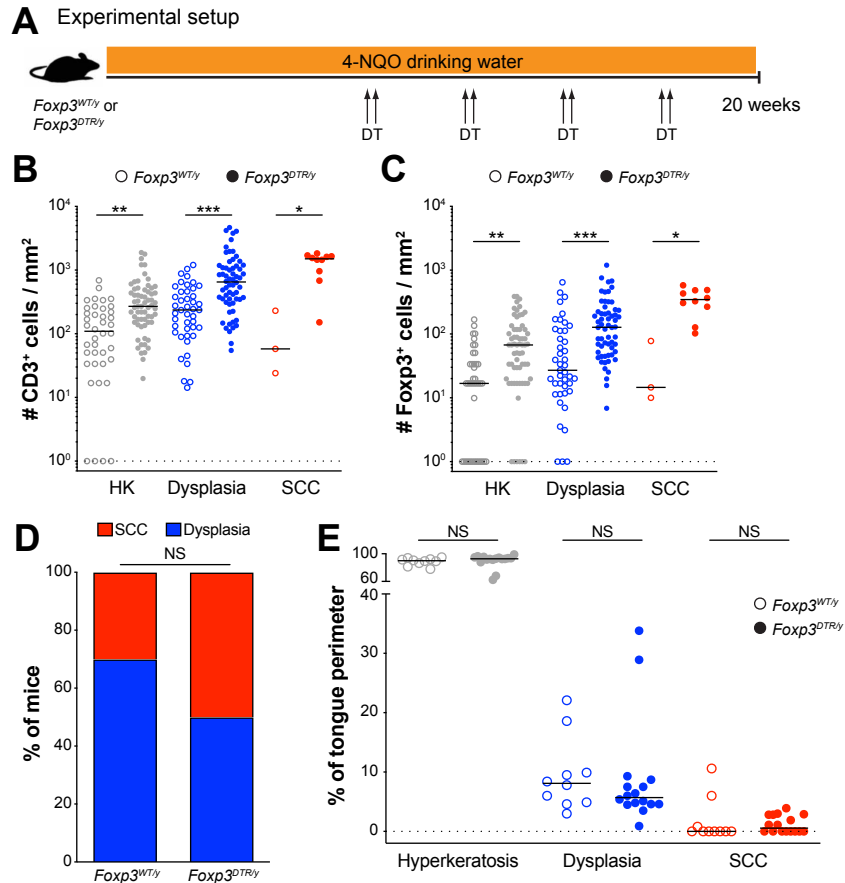 A Experimental setup
4-NQO drinking water
Foxp3WT/y or
Foxp3DTR/y
DT DT DT DT
20 weeks
B
Foxp3WT/y Foxp3DTR/y
# CD3+ cells / mm2
104
103
102
101
100
** *** *
HK Dysplasia SCC
C
Foxp3WT/y Foxp3DTR/y
# Foxp3+ cells / mm2
104
103
102
101
100
** *** *
HK Dysplasia SCC
D
SCC Dysplasia
NS
% of mice
100
80
60
40
20
0
Foxp3WT/y Foxp3DTR/y
E
NS NS NS
% of tongue perimeter
100
60
40
30
20
10
0
Foxp3WT/y
Foxp3DTR/y
Hyperkeratosis Dysplasia SCC